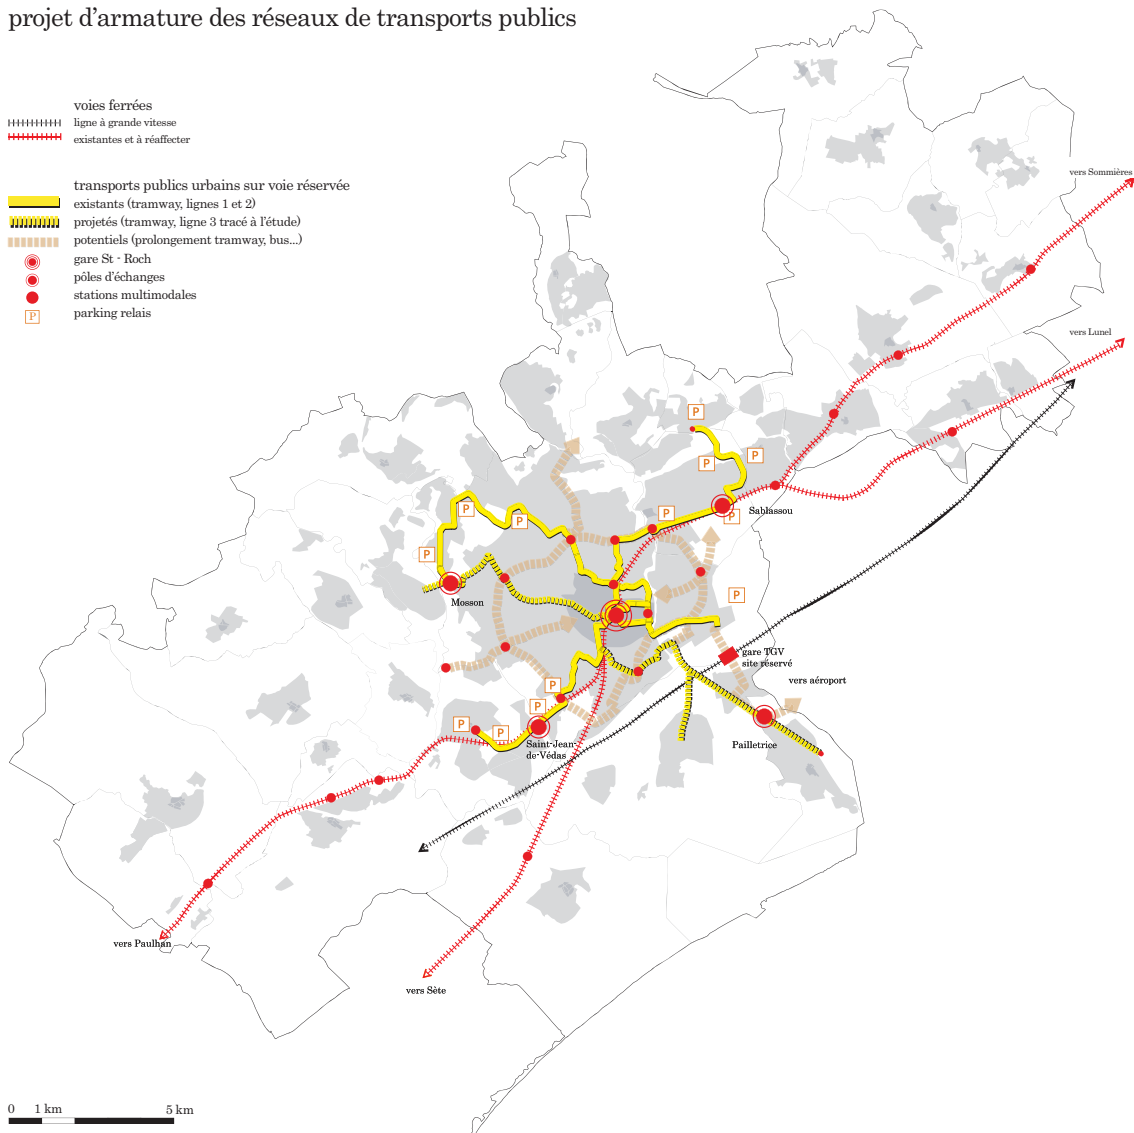 projet d’armature des réseaux de transports publics
voies ferrées
ligne à grande vitesse
existantes et à réaffecter
transports publics urbains sur voie réservée
existants (tramway, lignes 1 et 2)
projetés (tramway, ligne 3 tracé à l’étude)
potentiels (prolongement tramway, bus...)
gare St - Roch
pôles d’échanges
stations multimodales
P parking relais
vers Sommières
vers Lunel
P
P
P
P
P
P
P
Sablassou
P
Mosson
P
gare TGV
site réservé
vers aéroport
P
P
P
P
Saint-Jean-
de-Védas
Pailletrice
vers Paulhan
vers Sète
0 1 km 5 km